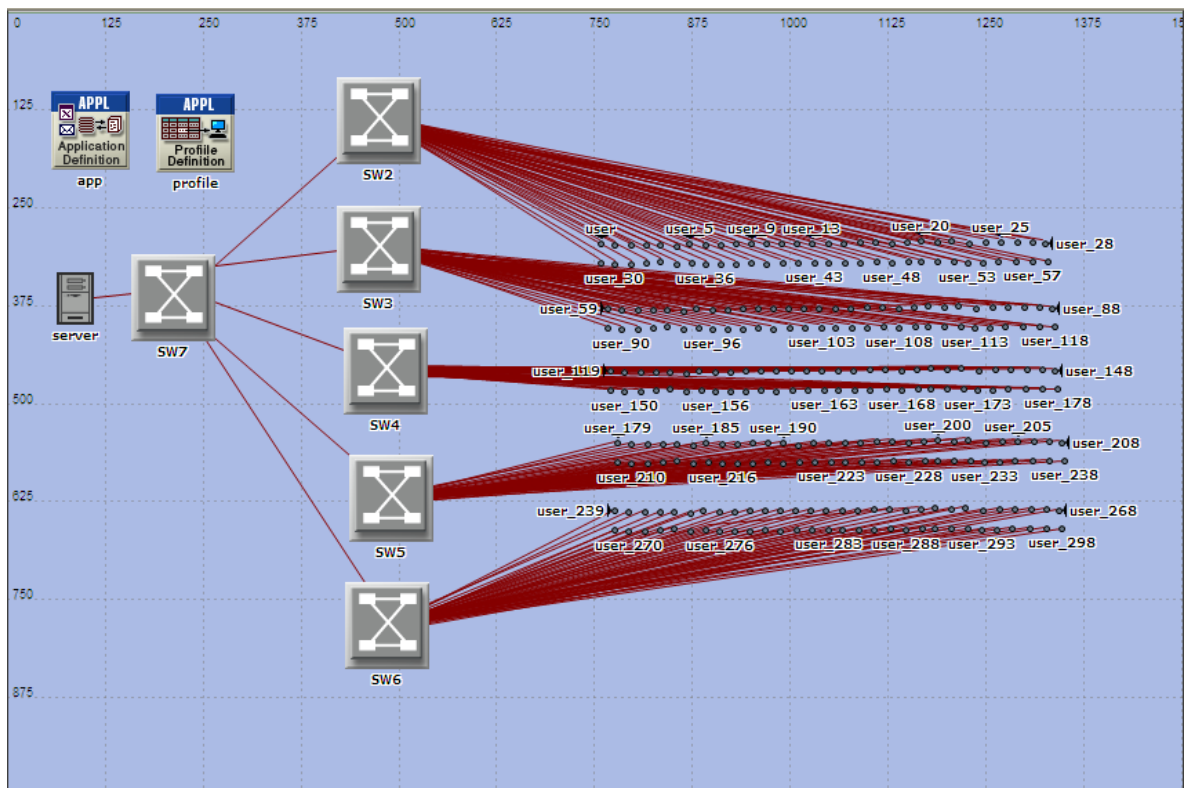 0 125 250 375 500 625 750 875 1000 1125 1250 1375 15
125
APPL
Application
Definition
app
APPL
Profile
Definition
profile
SW2
250
user user_5 user_9 user_13 user_20 user_25
user_28
user_30 user_36 user_43 user_48 user_53 user_57
SW3
375
server
SW7
user_59 user_88
user_90 user_96 user_103 user_108 user_113 user_118
SW4
user_119 user_148
user_150 user_156 user_163 user_168 user_173 user_178
500
user_179 user_185 user_190 user_200 user_205
user_208
user_210 user_216 user_223 user_228 user_233 user_238
SW5
625
user_239 user_268
user_270 user_276 user_283 user_288 user_293 user_298
750
SW6
875